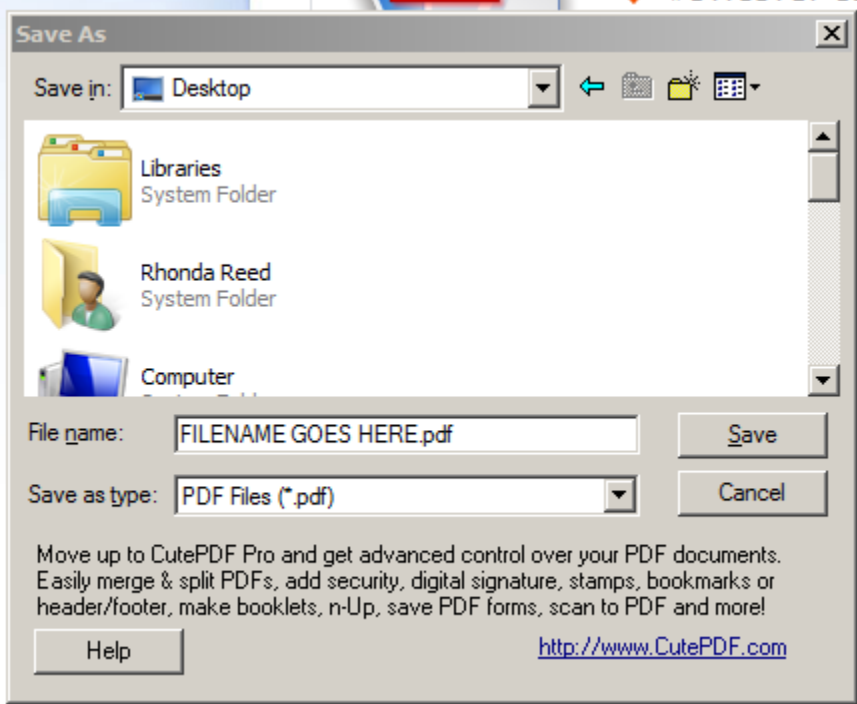 Save As
Save in: Desktop
Libraries
System Folder
Rhonda Reed
System Folder
Computer
File name: FILENAME GOES HERE.pdf Save
Save as type: PDF Files (*.pdf) Cancel
Move up to CutePDF Pro and get advanced control over your PDF documents.
Easily merge & split PDFs, add security, digital signature, stamps, bookmarks or
header/footer, make booklets, n-Up, save PDF forms, scan to PDF and more!
Help http://www.CutePDF.com